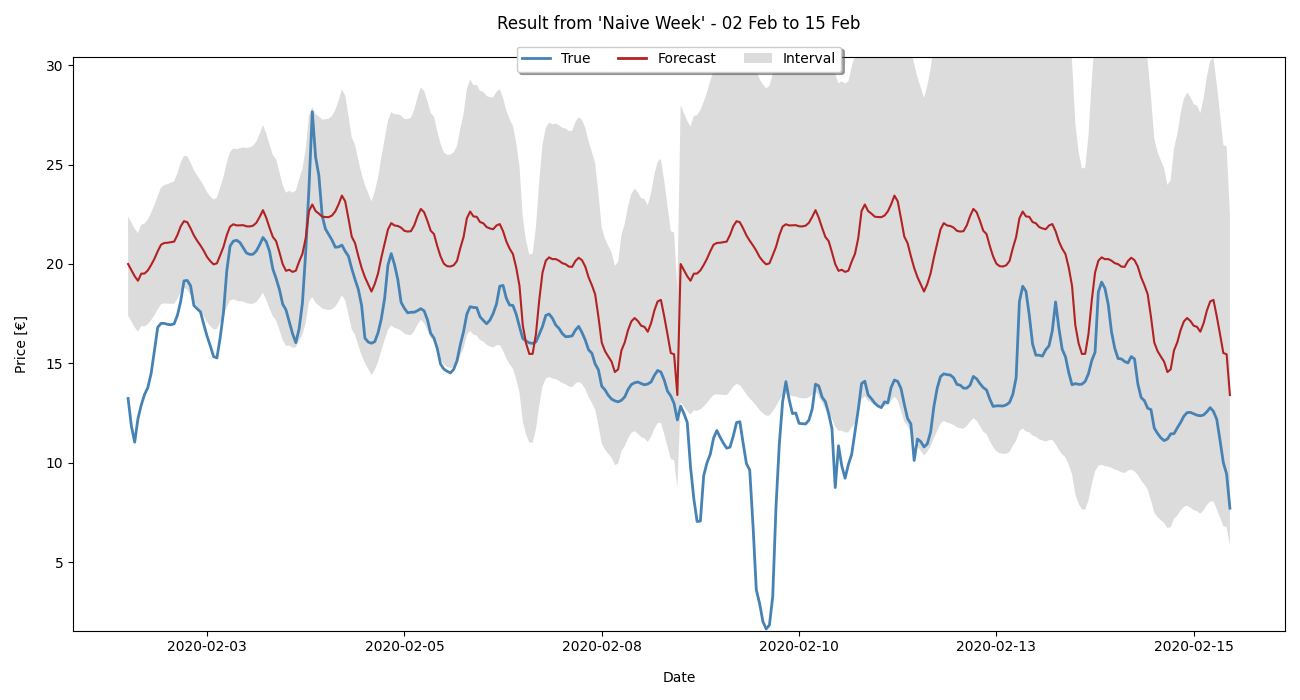 Result from 'Naive Week' - 02 Feb to 15 Feb
True Forecast Interval
30
25
20
15
10
5
Price [€]
2020-02-03 2020-02-05 2020-02-08 2020-02-10 2020-02-13 2020-02-15
Date